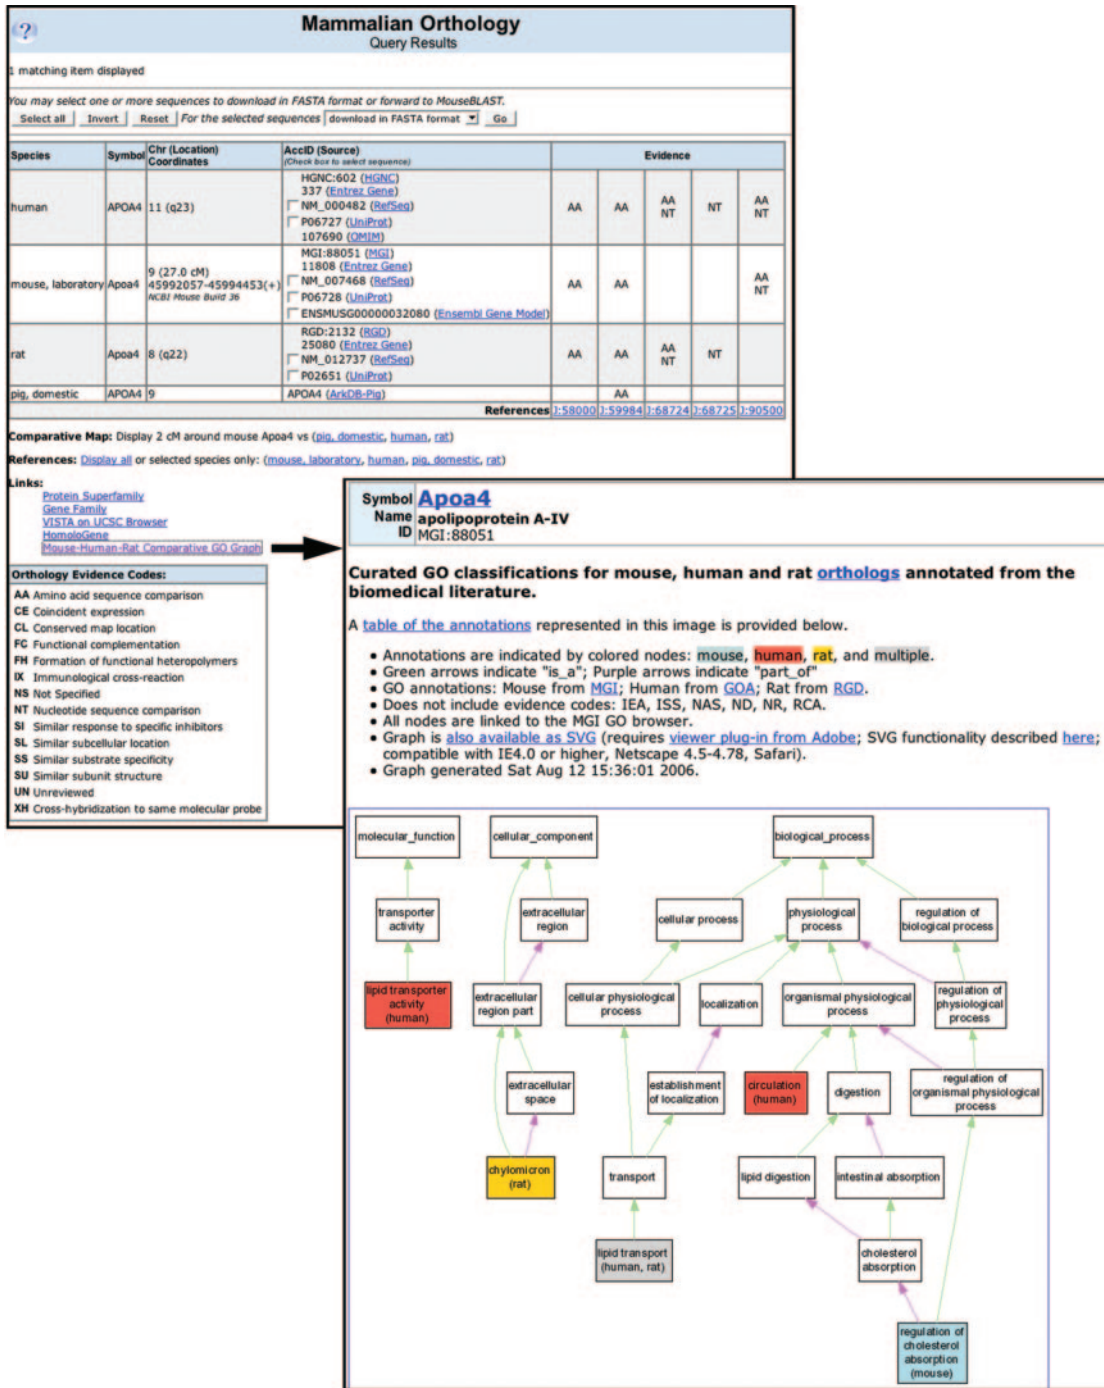 Mammalian Orthology
Query Results
1 matching item displayed
You may select one or more sequences to download in FASTA format or forward to MouseBLAST.
Select all Invert Reset For the selected sequences download in FASTA format Go
Species Symbol Chr (Location) Coordinates AccID (Source) (Check box to select sequence) Evidence
human APOA4 11 (q23)
HGNC:602 (HGNC)
337 (Entrez Gene)
NM_000482 (RefSeq)
P06727 (UniProt)
107690 (OMIM)
AA AA AA NT NT AA NT
mouse, laboratory Apoa4
9 (27.0 cM)
45992057-45994453(+)
NCBI Mouse Build 36
MGI:88051 (MGI)
11808 (Entrez Gene)
NM_007468 (RefSeq)
P06728 (UniProt)
ENSMUSG00000032080 (Ensembl Gene Model)
AA AA AA NT
rat Apoa4 8 (q22)
RGD:2132 (RGD)
25080 (Entrez Gene)
NM_012737 (RefSeq)
P02651 (UniProt)
AA AA AA NT NT
pig, domestic APOA4 9 APOA4 (ArkDB-Pig) AA
References J:58000 J:59984 J:68724 J:68725 J:90500
Comparative Map: Display 2 cM around mouse Apoa4 vs (pig, domestic, human, rat)
References: Display all or selected species only: (mouse, laboratory, human, pig, domestic, rat)
Links:
Protein Superfamily
Gene Family
VISTA on UCSC Browser
HomoloGene
Mouse-Human-Rat Comparative GO Graph
Orthology Evidence Codes:
AA Amino acid sequence comparison
CE Coincident expression
CL Conserved map location
FC Functional complementation
FH Formation of functional heteropolymers
IX Immunological cross-reaction
NS Not Specified
NT Nucleotide sequence comparison
SI Similar response to specific inhibitors
SL Similar subcellular location
SS Similar substrate specificity
SU Similar subunit structure
UN Unreviewed
XH Cross-hybridization to same molecular probe
Symbol Apoa4
Name apolipoprotein A-IV
ID MGI:88051
Curated GO classifications for mouse, human and rat orthologs annotated from the
biomedical literature.
A table of the annotations represented in this image is provided below.
• Annotations are indicated by colored nodes: mouse, human, rat, and multiple.
• Green arrows indicate "is_a"; Purple arrows indicate "part_of"
• GO annotations: Mouse from MGI; Human from GOA; Rat from RGD.
• Does not include evidence codes: IEA, ISS, NAS, ND, NR, RCA.
• All nodes are linked to the MGI GO browser.
• Graph is also available as SVG (requires viewer plug-in from Adobe; SVG functionality described here;
compatible with IE4.0 or higher, Netscape 4.5-4.78, Safari).
• Graph generated Sat Aug 12 15:36:01 2006.
molecular_function
cellular_component
biological_process
transporter
activity
extracellular
region
cellular process
physiological
process
regulation of
biological process
lipid transporter
activity
(human)
extracellular
region part
cellular physiological
process
localization
organismal physiological
process
regulation of
physiological
process
extracellular
space
establishment
of localization
circulation
(human)
digestion
regulation of
organismal physiological
process
chylomicron
(rat)
transport
lipid digestion
intestinal absorption
lipid transport
(human, rat)
cholesterol
absorption
regulation of
cholesterol
absorption
(mouse)